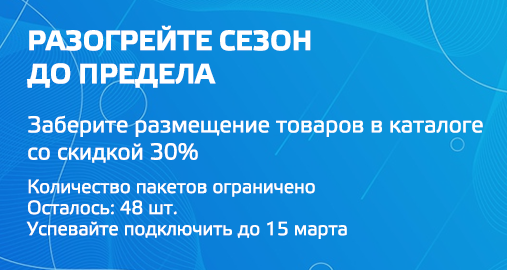 РАЗОГРЕЙТЕ СЕЗОН
ДО ПРЕДЕЛА
Заберите размещение товаров в каталоге
со скидкой 30%
Количество пакетов ограничено
Осталось: 48 шт.
Успевайте подключить до 15 марта